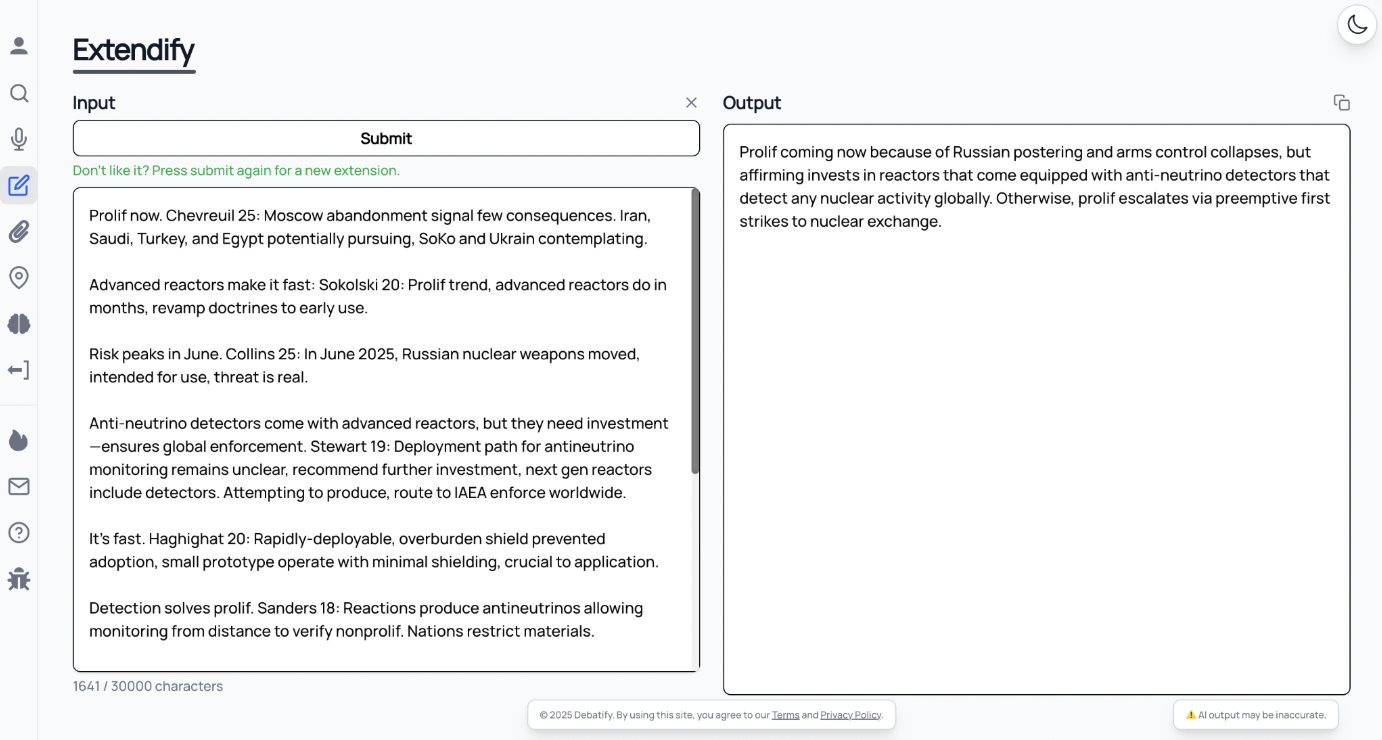 Extendify
Input
Submit
Don't like it? Press submit again for a new extension.
Prolif now. Chevreuil 25: Moscow abandonment signal few consequences. Iran,
Saudi, Turkey, and Egypt potentially pursuing, SoKo and Ukrain contemplating.
Advanced reactors make it fast: Sokolski 20: Prolif trend, advanced reactors do in
months, revamp doctrines to early use.
Risk peaks in June. Collins 25: In June 2025, Russian nuclear weapons moved,
intended for use, threat is real.
Anti-neutrino detectors come with advanced reactors, but they need investment
—ensures global enforcement. Stewart 19: Deployment path for antineutrino
monitoring remains unclear, recommend further investment, next gen reactors
include detectors. Attempting to produce, route to IAEA enforce worldwide.
It's fast. Haghighat 20: Rapidly-deployable, overburden shield prevented
adoption, small prototype operate with minimal shielding, crucial to application.
Detection solves prolif. Sanders 18: Reactions produce antineutrinos allowing
monitoring from distance to verify nonprolif. Nations restrict materials.
1641 / 30000 characters
Output
Prolif coming now because of Russian postering and arms control collapses, but
affirming invests in reactors that come equipped with anti-neutrino detectors that
detect any nuclear activity globally. Otherwise, prolif escalates via preemptive first
strikes to nuclear exchange.
© 2025 Debatify. By using this site, you agree to our Terms and Privacy Policy.
⚠️ AI output may be inaccurate.